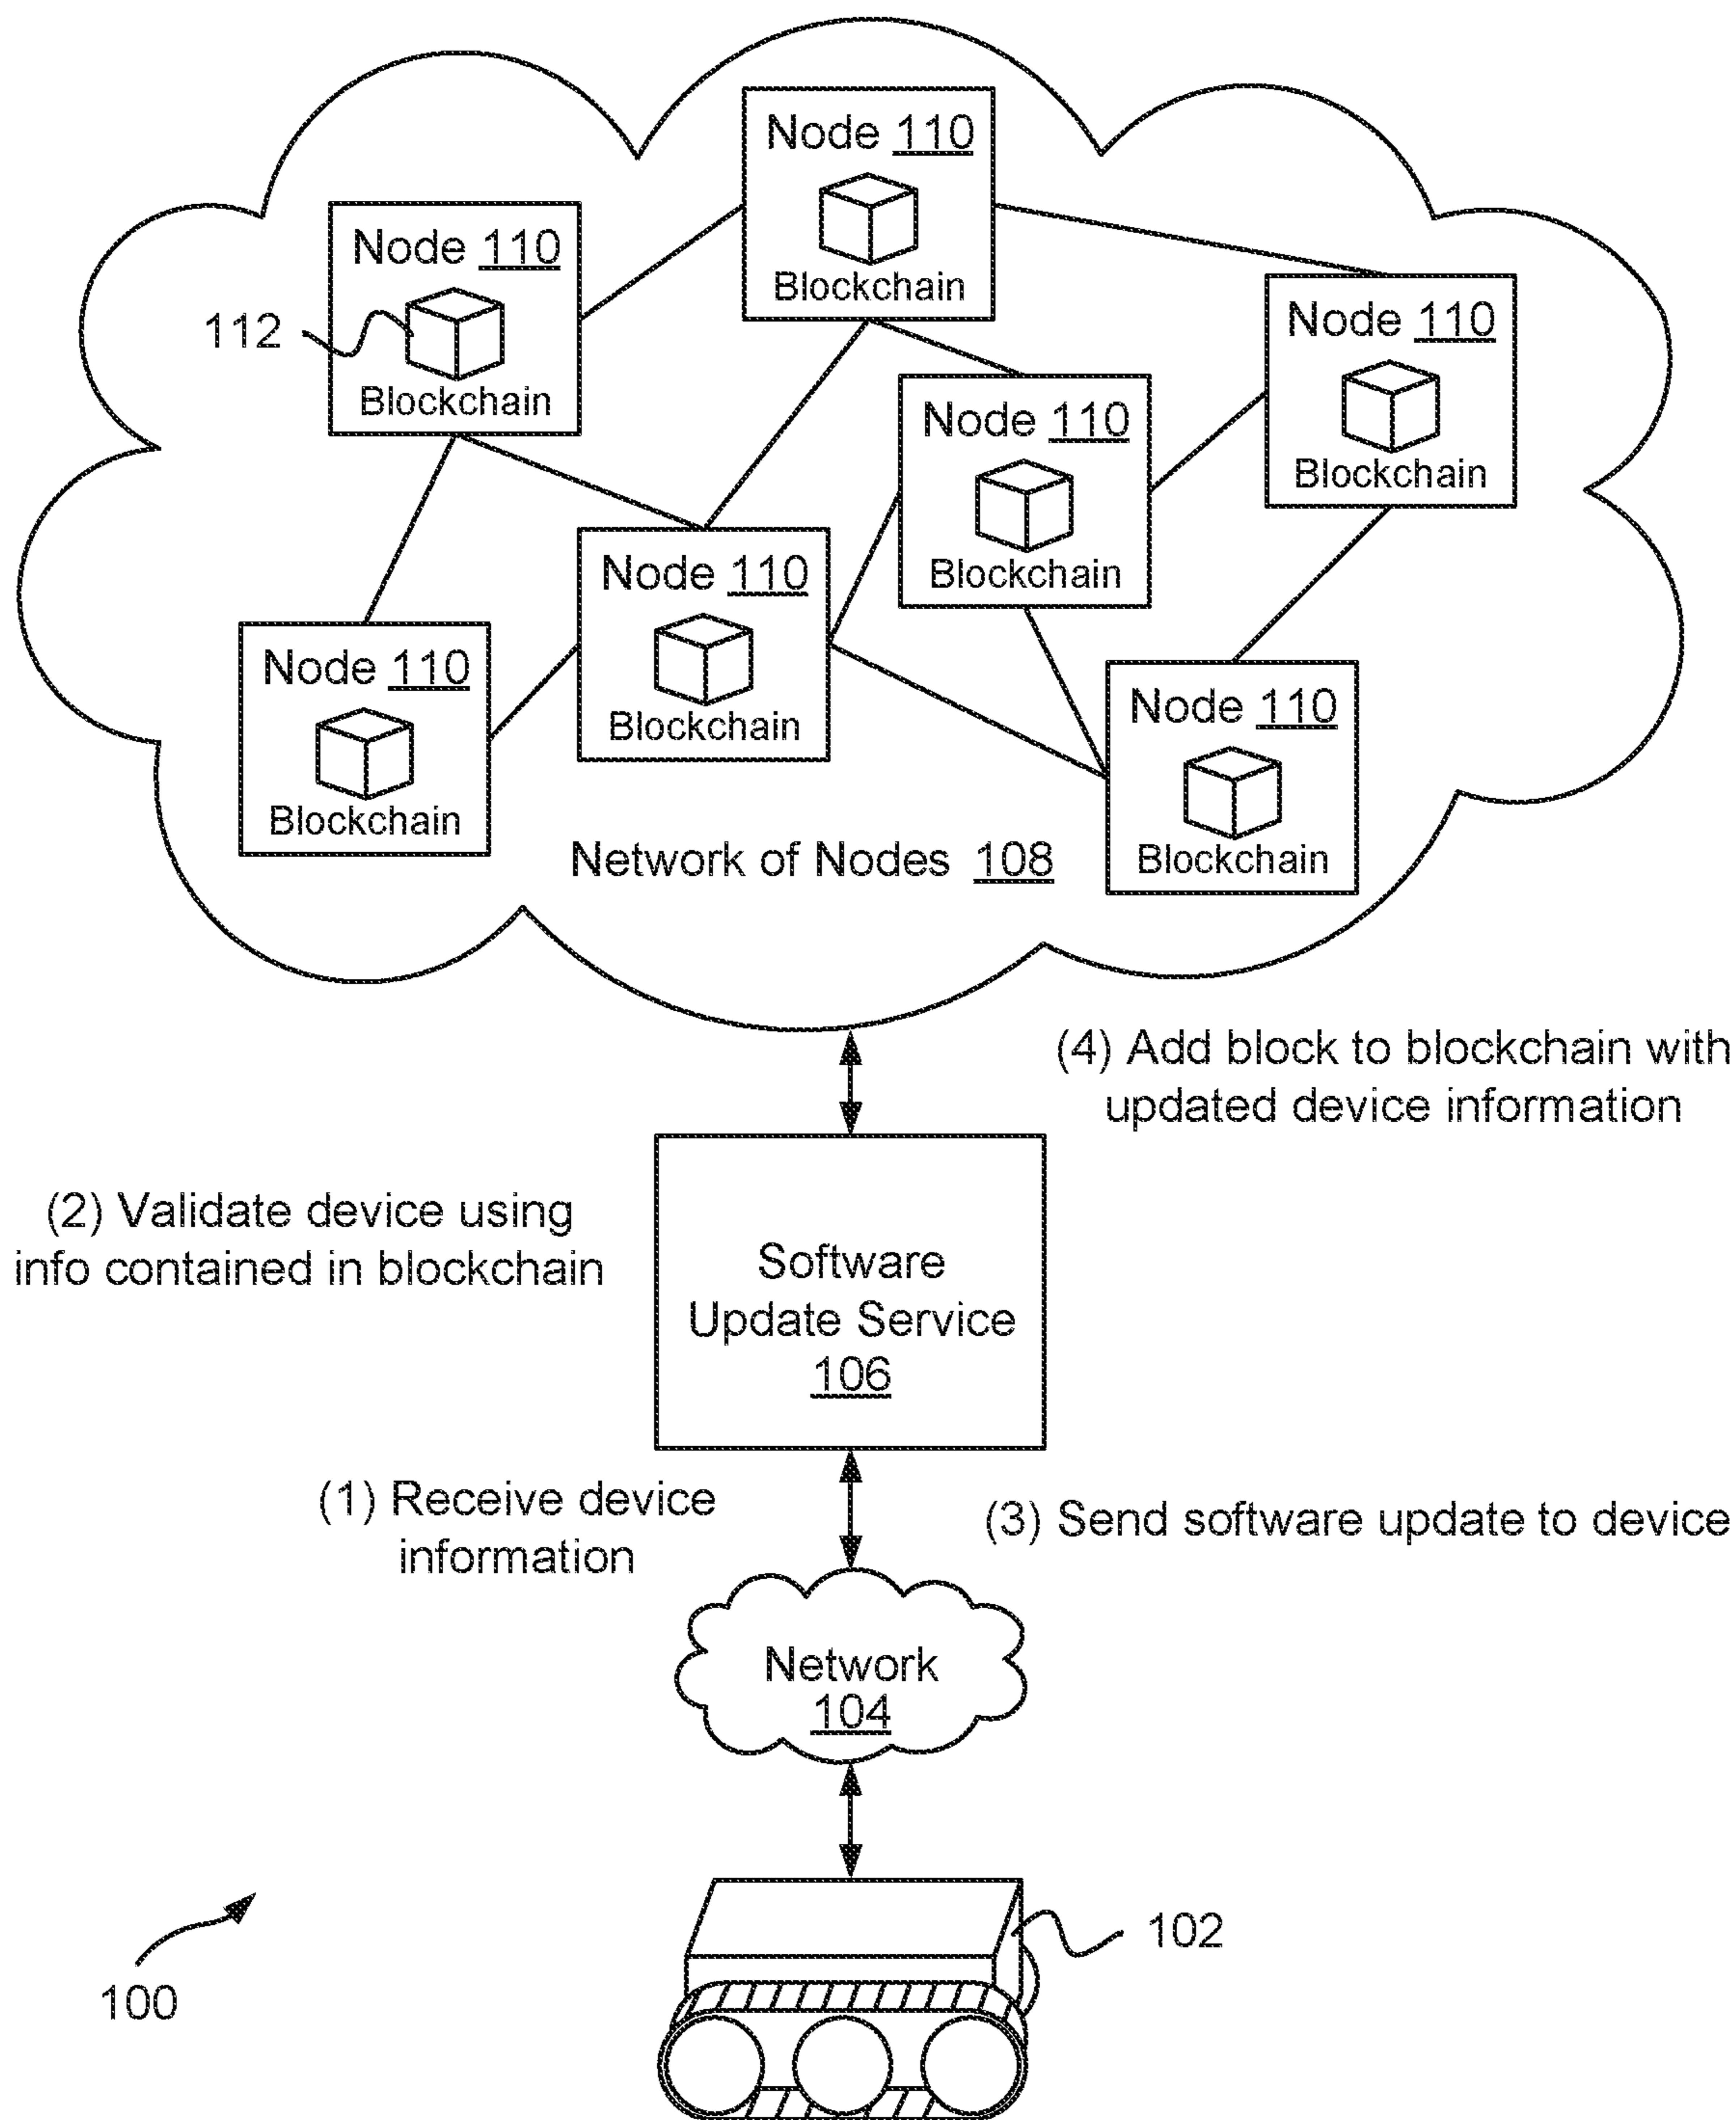 Node 110
Blockchain
Node 110
112
Blockchain
Node 110
Blockchain
Node 110
Blockchain
Node 110
Blockchain
Node 110
Blockchain
Node 110
Blockchain
Network of Nodes 108
(4) Add block to blockchain with
updated device information
(2) Validate device using
info contained in blockchain
Software
Update Service
106
(1) Receive device
information
(3) Send software update to device
Network
104
102
100